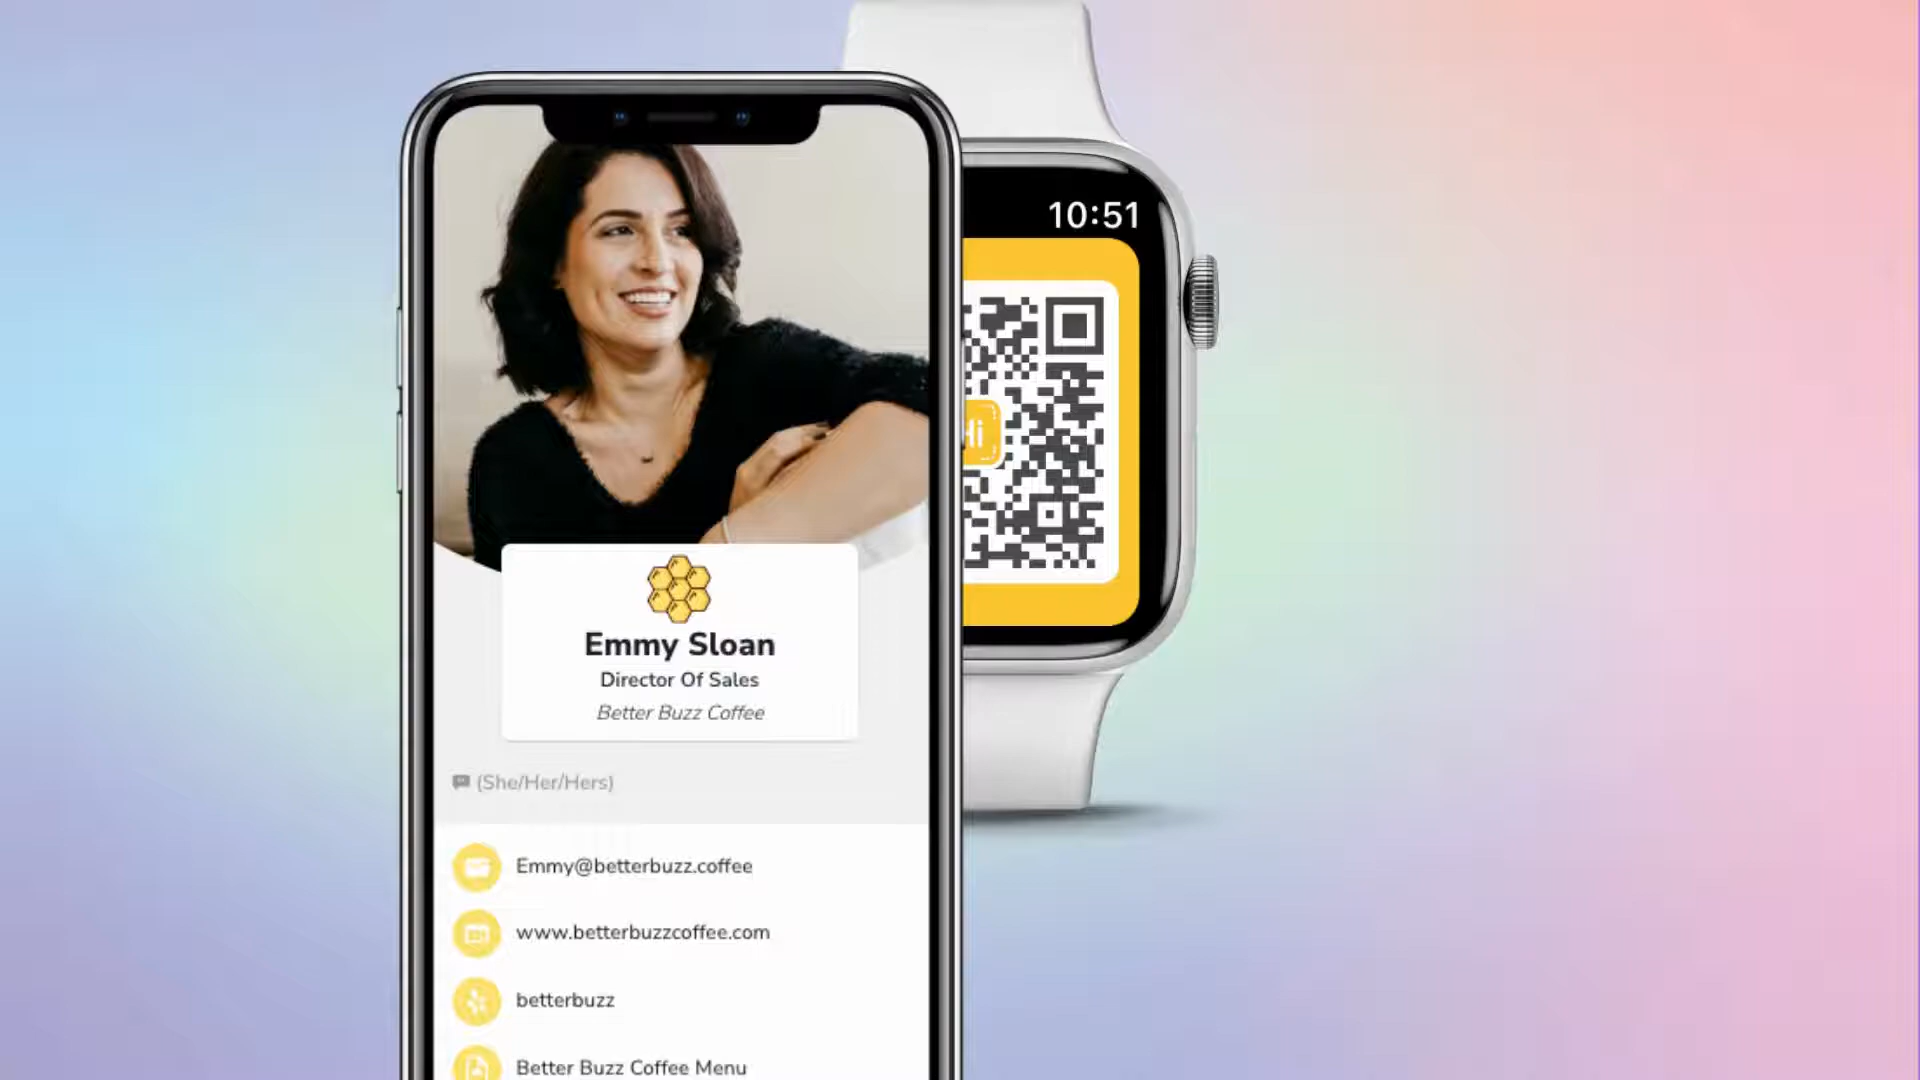 10:51
Hi
Emmy Sloan
Director Of Sales
Better Buzz Coffee
(She/Her/Hers)
Emmy@betterbuzz.coffee
www.betterbuzzcoffee.com
betterbuzz
Better Buzz Coffee Menu